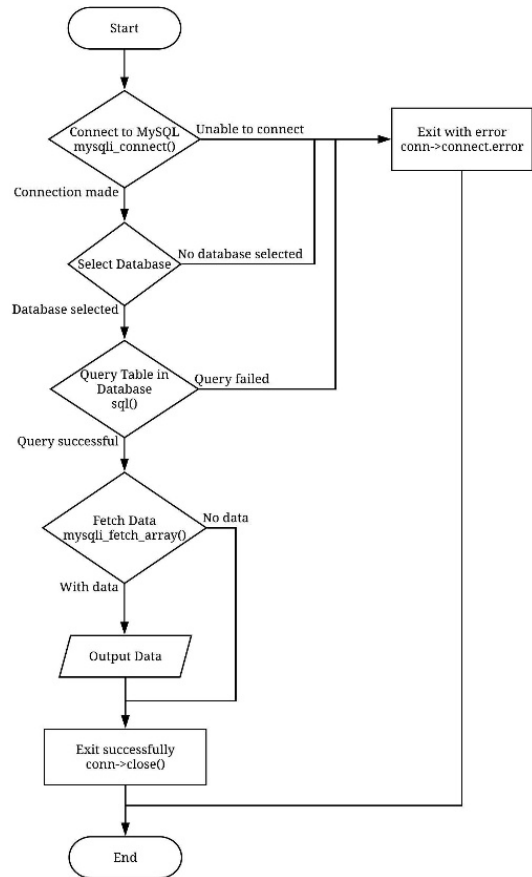 Start
Connect to MySQL
mysqli_connect()
Unable to connect
Exit with error
conn->connect.error
Connection made
Select Database
No database selected
Database selected
Query Table in
Database
sql()
Query failed
Query successful
Fetch Data
mysqli_fetch_array()
No data
With data
Output Data
Exit successfully
conn->close()
End